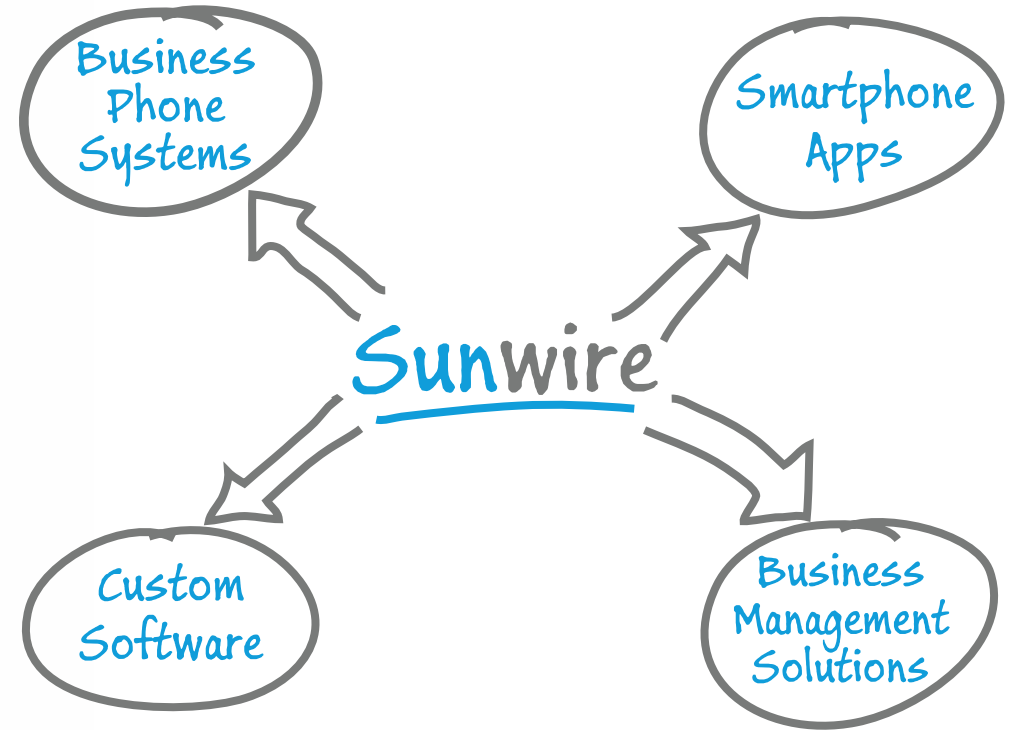 Business
Phone
Systems
Smartphone
Apps
Sunwire
Custom
Software
Business
Management
Solutions